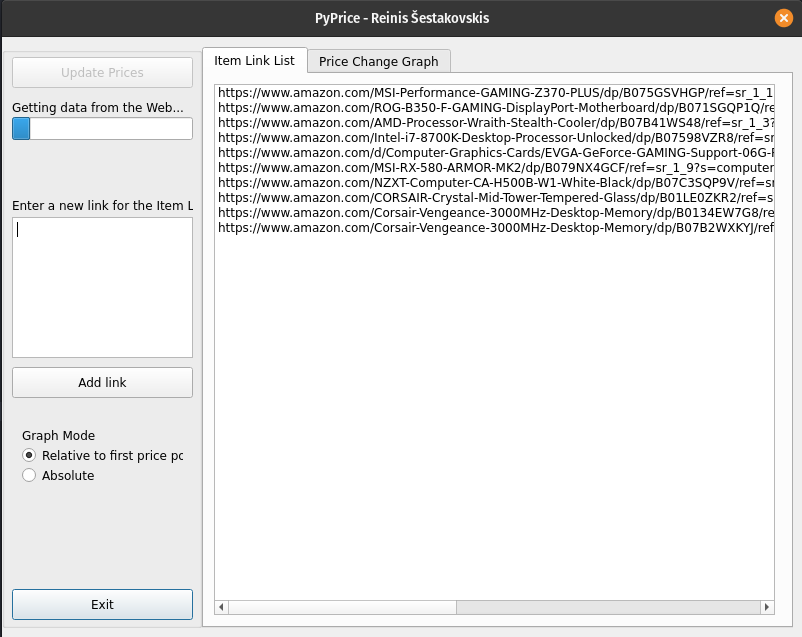 PyPrice - Reinis Šestakovskis
Update Prices
Getting data from the Web...
Enter a new link for the Item L
Add link
Graph Mode
Relative to first price pc
Absolute
Exit
Item Link List
Price Change Graph
https://www.amazon.com/MSI-Performance-GAMING-Z370-PLUS/dp/B075GSVHGP/ref=sr_1_1
https://www.amazon.com/ROG-B350-F-GAMING-DisplayPort-Motherboard/dp/B071SGQP1Q/re
https://www.amazon.com/AMD-Processor-Wraith-Stealth-Cooler/dp/B07B41WS48/ref=sr_1_3?
https://www.amazon.com/Intel-i7-8700K-Desktop-Processor-Unlocked/dp/B07598VZR8/ref=sr
https://www.amazon.com/d/Computer-Graphics-Cards/EVGA-GeForce-GAMING-Support-06G-P
https://www.amazon.com/MSI-RX-580-ARMOR-MK2/dp/B079NX4GCF/ref=sr_1_9?s=computer
https://www.amazon.com/NZXT-Computer-CA-H500B-W1-White-Black/dp/B07C3SQP9V/ref=sr
https://www.amazon.com/CORSAIR-Crystal-Mid-Tower-Tempered-Glass/dp/B01LE0ZKR2/ref=s
https://www.amazon.com/Corsair-Vengeance-3000MHz-Desktop-Memory/dp/B0134EW7G8/re
https://www.amazon.com/Corsair-Vengeance-3000MHz-Desktop-Memory/dp/B07B2WXKYJ/ref